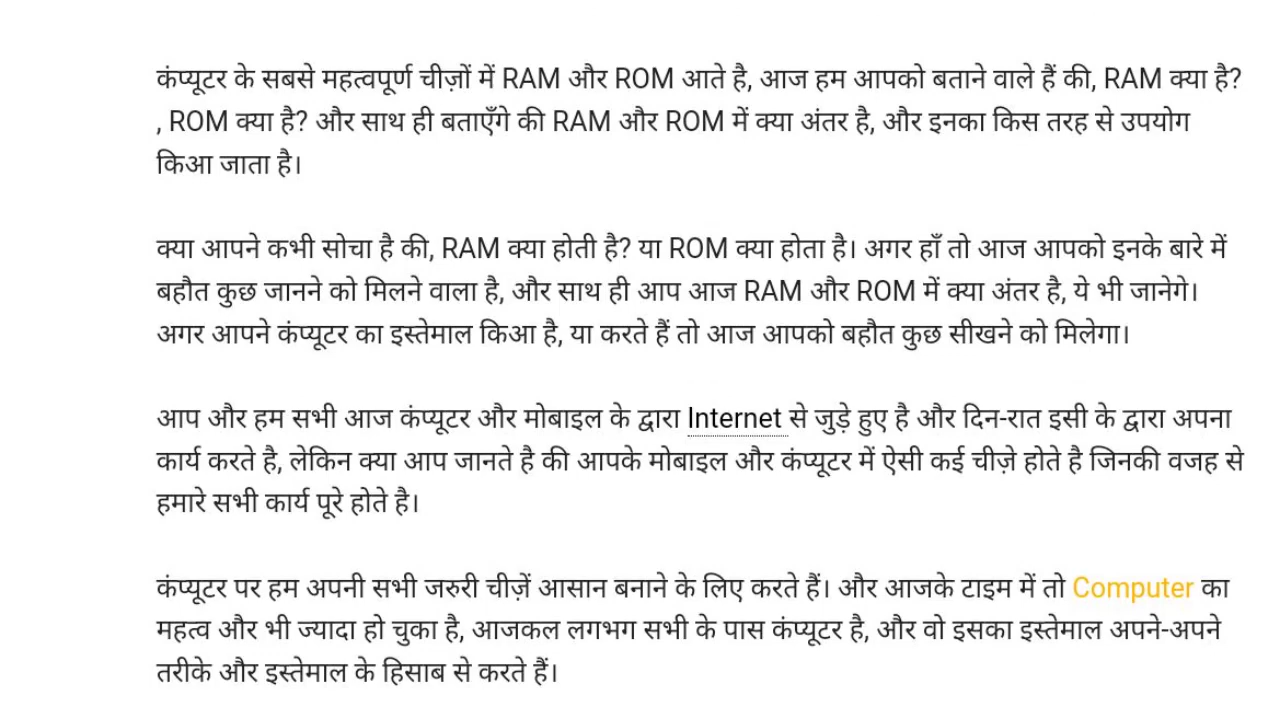 कंप्यूटर के सबसे महत्वपूर्ण चीज़ों में RAM और ROM आते है, आज हम आपको बताने वाले हैं की, RAM क्या है?
, ROM क्या है? और साथ ही बताएँगे की RAM और ROM में क्या अंतर है, और इनका किस तरह से उपयोग
किआ जाता है।
क्या आपने कभी सोचा है की, RAM क्या होती है? या ROM क्या होता है। अगर हाँ तो आज आपको इनके बारे में
बहौत कुछ जानने को मिलने वाला है, और साथ ही आप आज RAM और ROM में क्या अंतर है, ये भी जानेगे।
अगर आपने कंप्यूटर का इस्तेमाल किआ है, या करते हैं तो आज आपको बहौत कुछ सीखने को मिलेगा।
आप और हम सभी आज कंप्यूटर और मोबाइल के द्वारा Internet से जुड़े हुए है और दिन-रात इसी के द्वारा अपना
कार्य करते है, लेकिन क्या आप जानते है की आपके मोबाइल और कंप्यूटर में ऐसी कई चीज़े होते है जिनकी वजह से
हमारे सभी कार्य पूरे होते है।
कंप्यूटर पर हम अपनी सभी जरुरी चीज़ें आसान बनाने के लिए करते हैं। और आजके टाइम में तो Computer का
महत्व और भी ज्यादा हो चुका है, आजकल लगभग सभी के पास कंप्यूटर है, और वो इसका इस्तेमाल अपने-अपने
तरीके और इस्तेमाल के हिसाब से करते हैं।